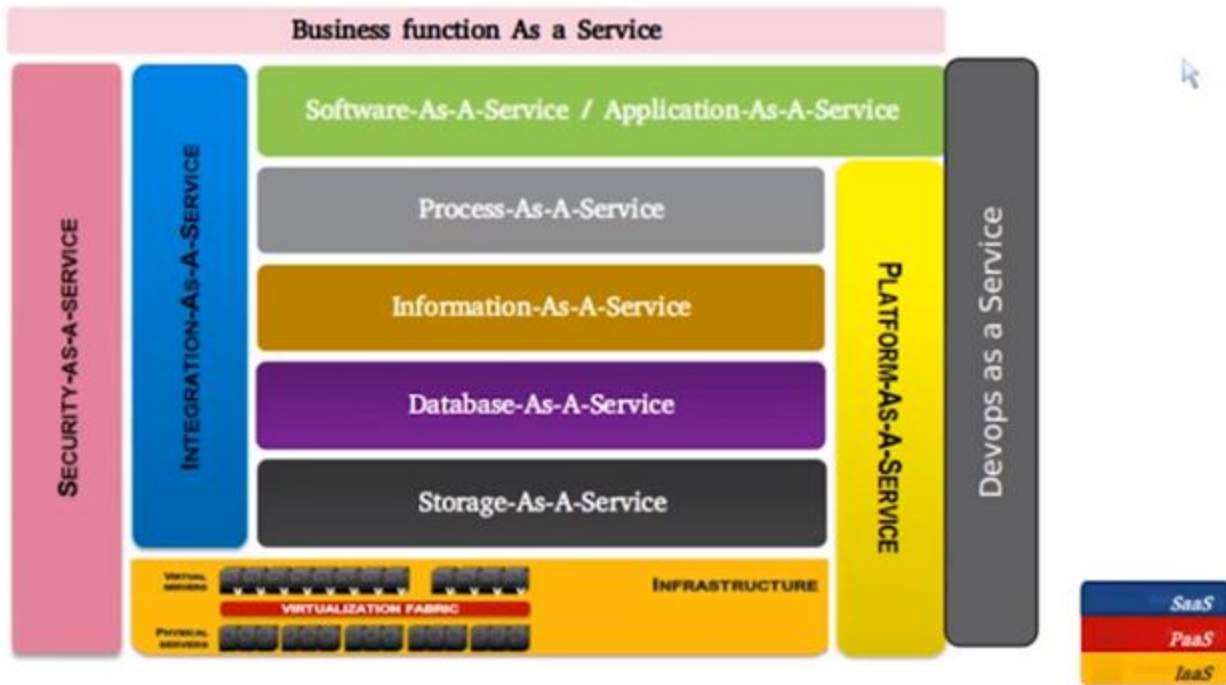 Business function As a Service
SECURITY-AS-A-SERVICE
INTEGRATION-AS-A-SERVICE
Software-As-A-Service / Application-As-A-Service
Process-As-A-Service
Information-As-A-Service
Database-As-A-Service
Storage-As-A-Service
PLATFORM-AS-A-SERVICE
Devops as a Service
VIRTUAL
SERVERS
VIRTUALIZATION FABRIC
PHYSICAL
SERVERS
INFRASTRUCTURE
SaaS
PaaS
IaaS